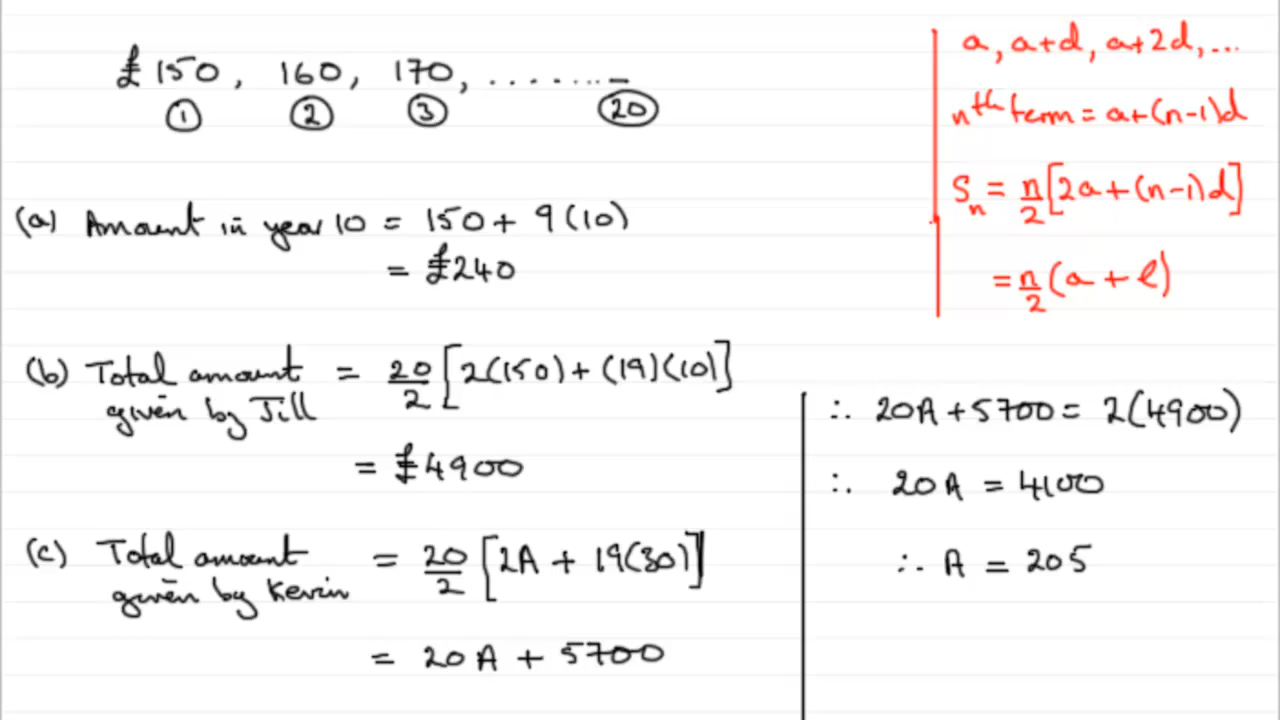 £150, 160, 170, ..........
① ② ③ ⑳
(a) Amount in year 10 = 150 + 9(10)
= £240
(b) Total amount given by Jill = 20/2 [2(150) + (19)(10)]
= £4900
(c) Total amount given by Kevin = 20/2 [2A + 19(30)]
= 20A + 5700
a, a+d, a+2d, ...
nth term = a+(n-1)d
Sn = n/2 [2a + (n-1)d]
= n/2 (a + l)
∴ 20A + 5700 = 2(4900)
∴ 20A = 4100
∴ A = 205